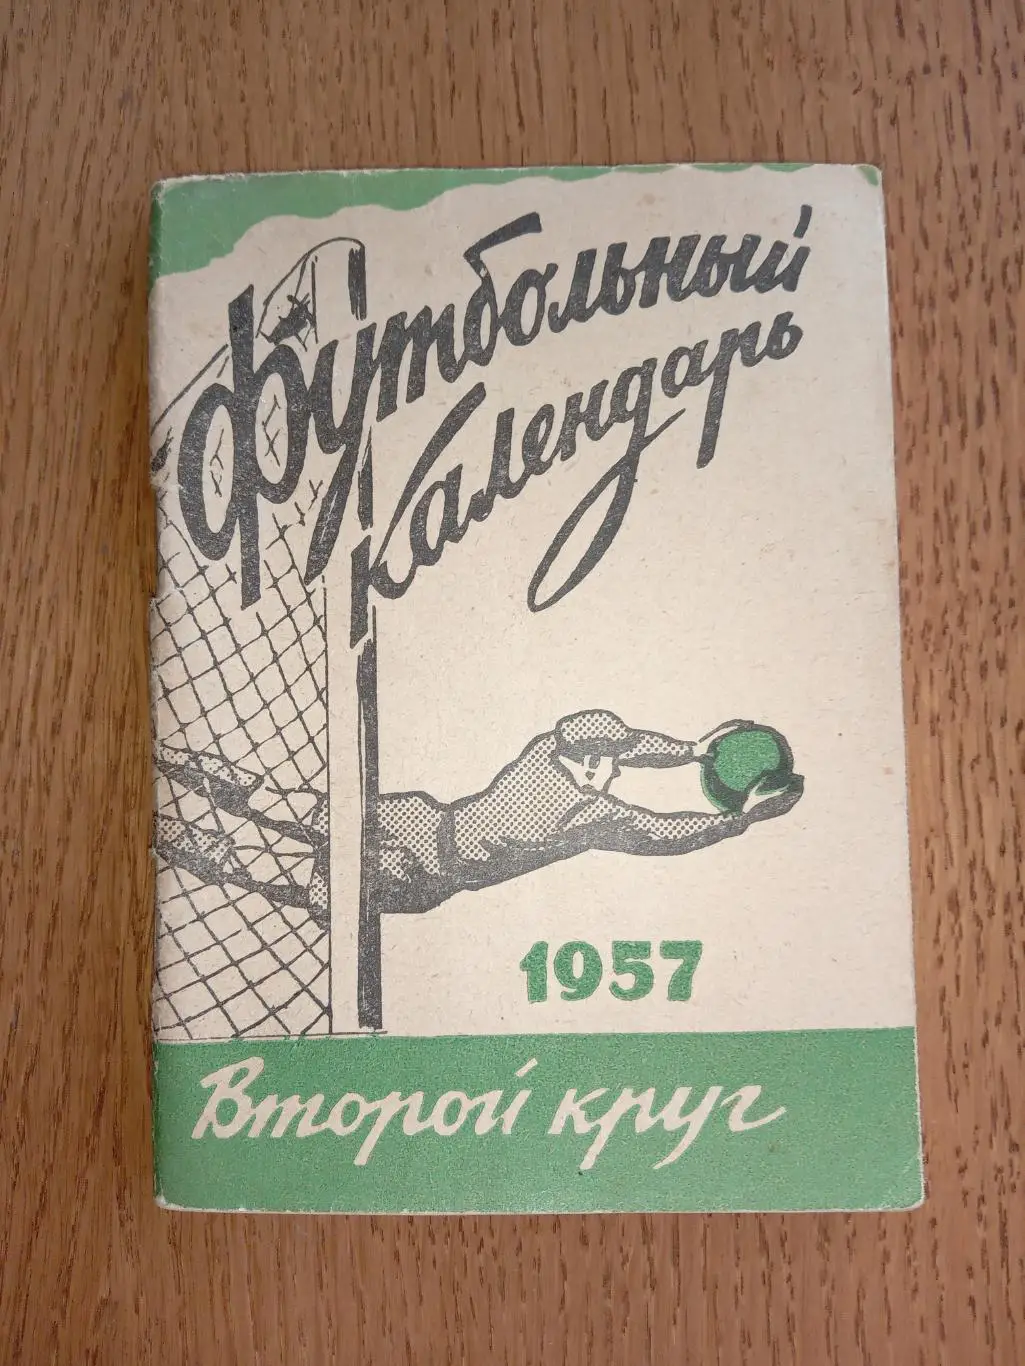 Футбольный
календарь
1957
Второй круг